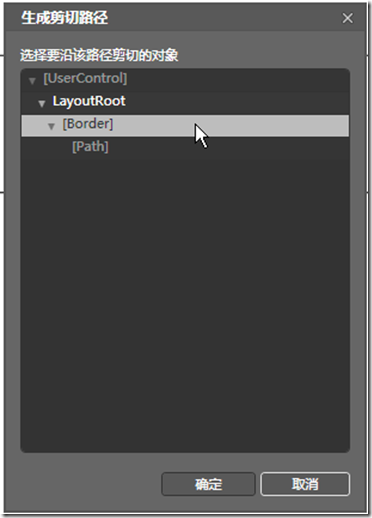 生成剪切路径
选择要沿该路径剪切的对象
[UserControl]
LayoutRoot
[Border]
[Path]
确定
取消